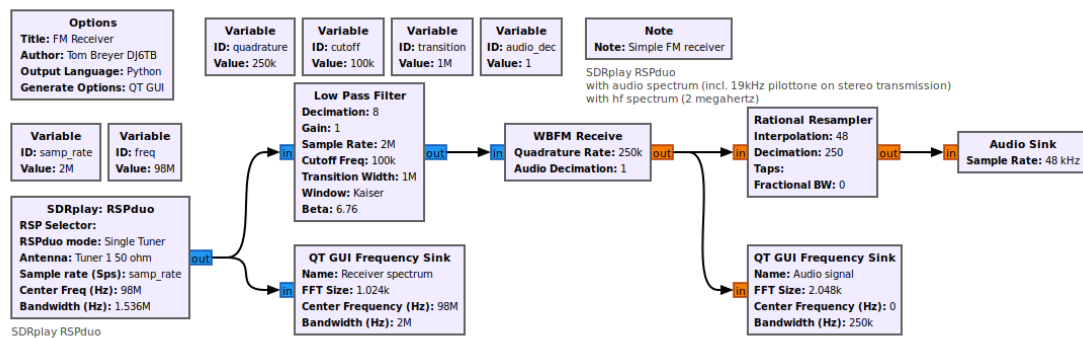 Options
Title: FM Receiver
Author: Tom Breyer DJ6TB
Output Language: Python
Generate Options: QT GUI
Variable
ID: quadrature
Value: 250k
Variable
ID: cutoff
Value: 100k
Variable
ID: transition
Value: 1M
Variable
ID: audio_dec
Value: 1
Note
Note: Simple FM receiver
SDRplay RSPduo
with audio spectrum (incl. 19kHz pilottone on stereo transmission)
with hf spectrum (2 megahertz)
Variable
ID: samp_rate
Value: 2M
Variable
ID: freq
Value: 98M
Low Pass Filter
Decimation: 8
Gain: 1
Sample Rate: 2M
Cutoff Freq: 100k
Transition Width: 1M
Window: Kaiser
Beta: 6.76
in
out
WBFM Receive
Quadrature Rate: 250k
Audio Decimation: 1
in
out
Rational Resampler
Interpolation: 48
Decimation: 250
Taps:
Fractional BW: 0
in
out
Audio Sink
Sample Rate: 48 kHz
in
SDRplay: RSPduo
RSP Selector:
RSPduo mode: Single Tuner
Antenna: Tuner 1 50 ohm
Sample rate (Sps): samp_rate
Center Freq (Hz): 98M
Bandwidth (Hz): 1.536M
out
SDRplay RSPduo
QT GUI Frequency Sink
Name: Receiver spectrum
FFT Size: 1.024k
Center Frequency (Hz): 98M
Bandwidth (Hz): 2M
in
QT GUI Frequency Sink
Name: Audio signal
FFT Size: 2.048k
Center Frequency (Hz): 0
Bandwidth (Hz): 250k
in